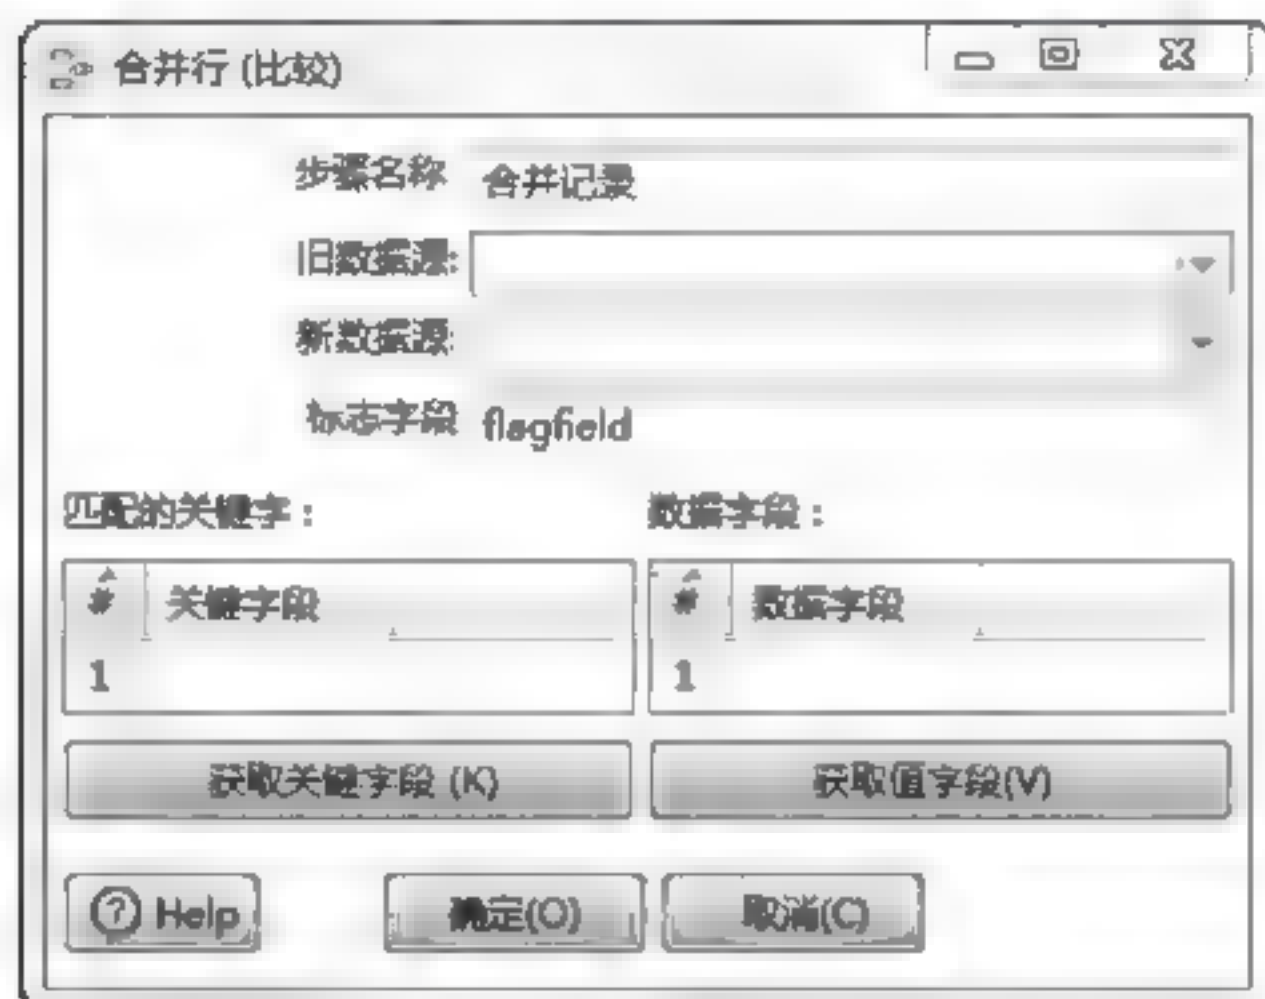 合并行 (比较)
步骤名称 合并记录
旧数据源:
新数据源:
标志字段 flagfield
匹配的关键字： 数据字段：
# 关键字段 # 数据字段
1 1
获取关键字段 (K) 获取值字段(V)
Help 确定(O) 取消(C)